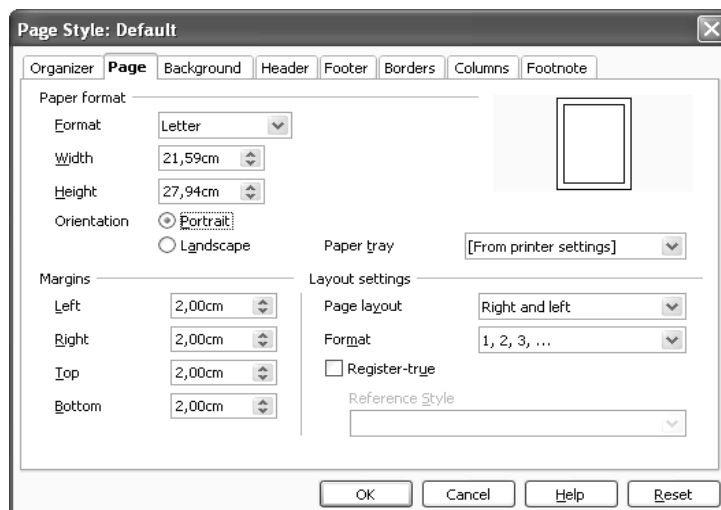 Page Style: Default
Organizer Page Background Header Footer Borders Columns Footnote
Paper format
Format Letter
Width 21,59cm
Height 27,94cm
Orientation Portrait
Landscape Paper tray [From printer settings]
Margins Layout settings
Left 2,00cm Page layout Right and left
Right 2,00cm Format 1, 2, 3, ...
Top 2,00cm Register-true
Reference Style
Bottom 2,00cm
OK Cancel Help Reset